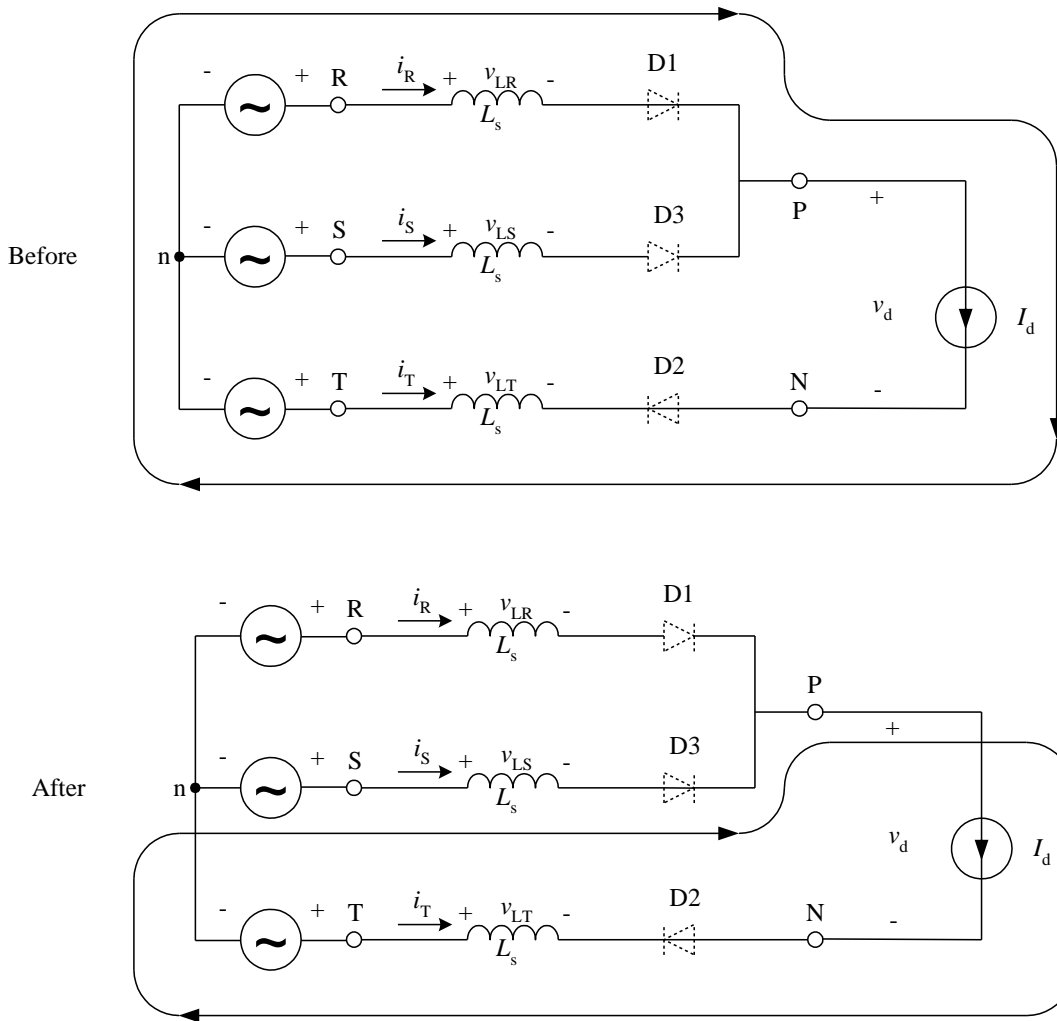 - + R i_R + v_LR - D1
L_s
P +
- + S i_S + v_LS - D3
Before n L_s
v_d I_d
- + T i_T + v_LT - D2 N -
L_s
- + R i_R + v_LR - D1
L_s
P +
- + S i_S + v_LS - D3
After n L_s
v_d I_d
- + T i_T + v_LT - D2 N -
L_s